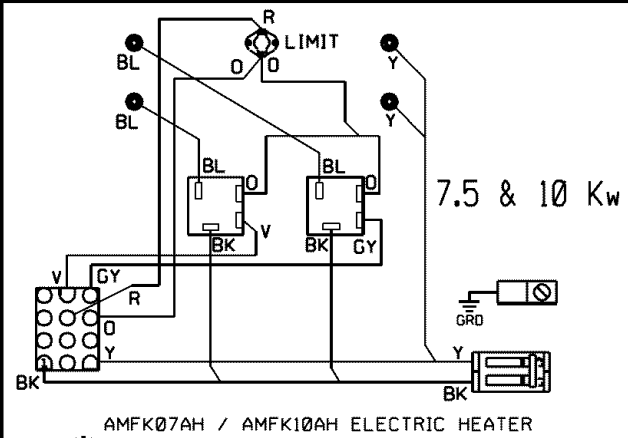 R
LIMIT
BL
O
O
Y
BL
Y
BL
O
BL
O
7.5 & 10 Kw
BK
V
BK
GY
V
GY
R
O
GRD
Y
Y
1
BK
BK
AMFK07AH / AMFK10AH ELECTRIC HEATER